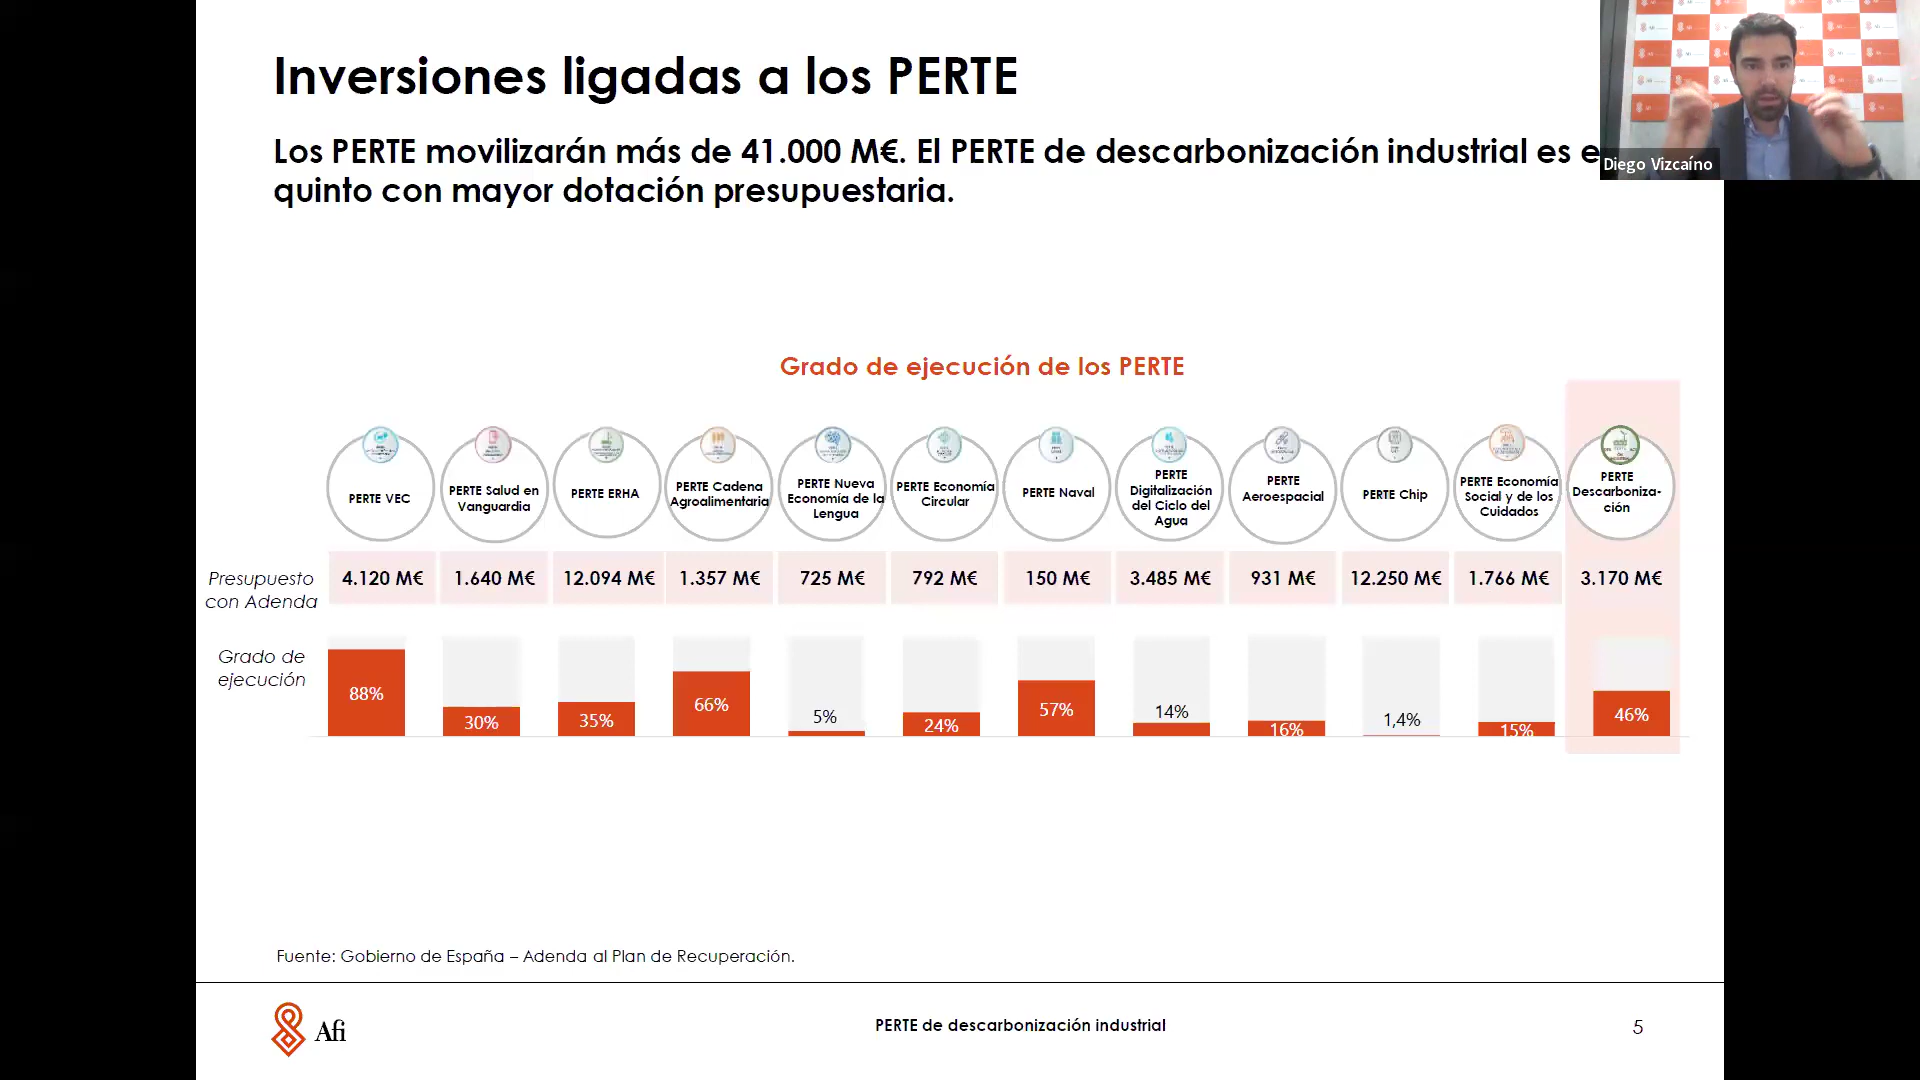 Inversiones ligadas a los PERTE
Los PERTE movilizarán más de 41.000 M€. El PERTE de descarbonización industrial es e
quinto con mayor dotación presupuestaria.
Diego Vizcaíno
Grado de ejecución de los PERTE
PERTE VEC
PERTE Salud en
Vanguardia
PERTE ERHA
PERTE Cadena
Agroalimentaria
PERTE Nueva
Economía de la
Lengua
PERTE Economía
Circular
PERTE Naval
PERTE
Digitalización
del Ciclo del
Agua
PERTE
Aeroespacial
PERTE Chip
PERTE Economía
Social y de los
Cuidados
PERTE
Descarboniza-
ción
Presupuesto
con Adenda
4.120 M€ 1.640 M€ 12.094 M€ 1.357 M€ 725 M€ 792 M€ 150 M€ 3.485 M€ 931 M€ 12.250 M€ 1.766 M€ 3.170 M€
Grado de
ejecución
88% 30% 35% 66% 5% 24% 57% 14% 16% 1,4% 15% 46%
Fuente: Gobierno de España – Adenda al Plan de Recuperación.
Afi
PERTE de descarbonización industrial
5